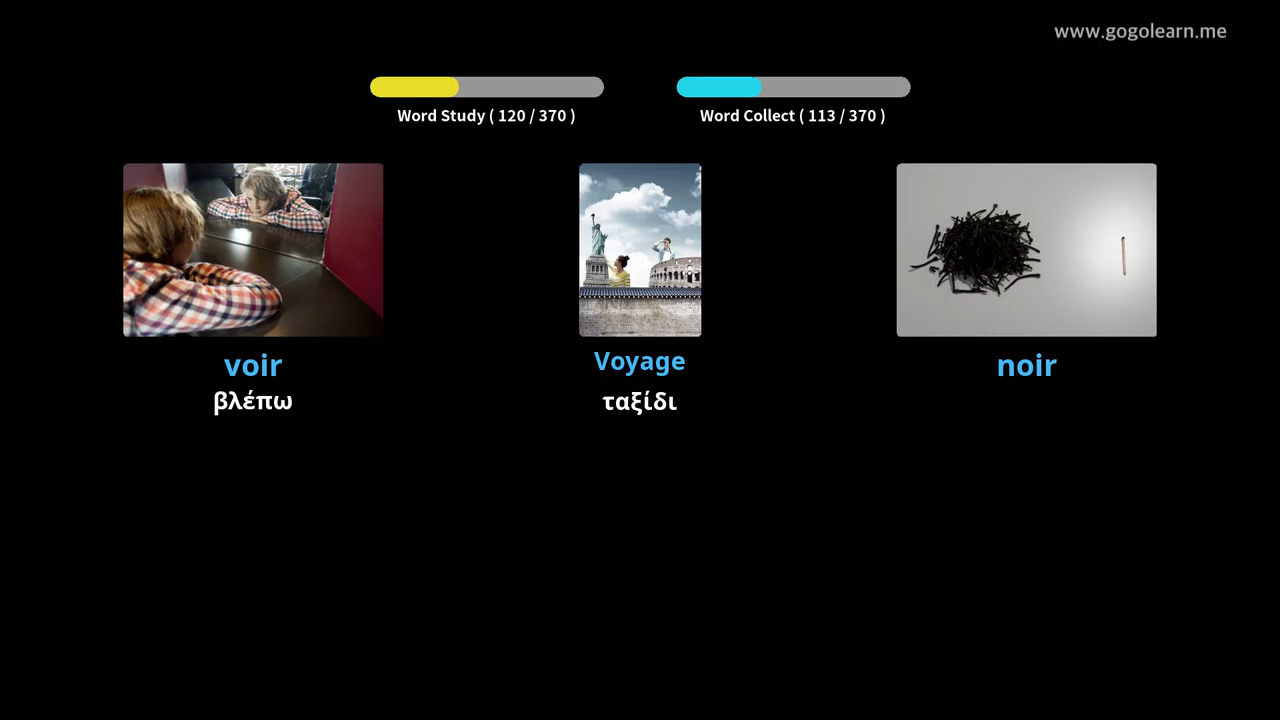 www.gogolearn.me
Word Study ( 120 / 370 )
Word Collect ( 113 / 370 )
voir
βλέπω
Voyage
ταξίδι
noir